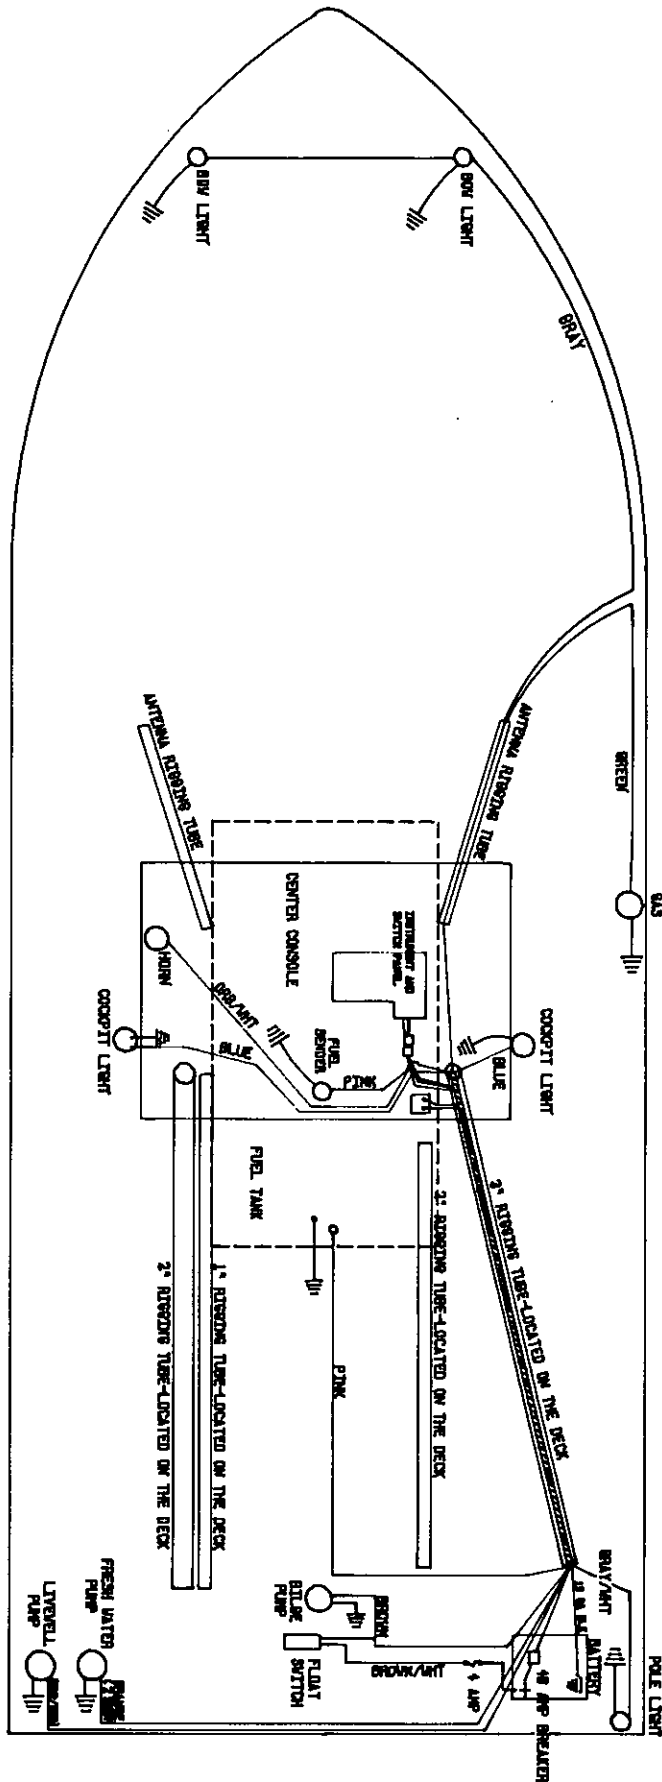 BOW LIGHT
BOW LIGHT
GRAY
ANTENNA RIGGING TUBE
ANTENNA RIGGING TUBE
GREEN
GAS
CENTER CONSOLE
INSTRUMENT AND
SWITCH PANEL
HORN
ORG/WHT
COCKPIT LIGHT
BLUE
FUEL
SENDER
PINK
COCKPIT LIGHT
BLUE
FUEL TANK
2" RIGGING TUBE-LOCATED ON THE DECK
2" RIGGING TUBE-LOCATED ON THE DECK
1" RIGGING TUBE-LOCATED ON THE DECK
2" RIGGING TUBE-LOCATED ON THE DECK
PINK
GRAY/WHT
BATTERY
40 AMP BREAKER
POLE LIGHT
BROWN
BILGE
PUMP
FLOAT
SWITCH
BROWN/WHT
4 AMP
FRESH WATER
PUMP
LIVEWELL
PUMP